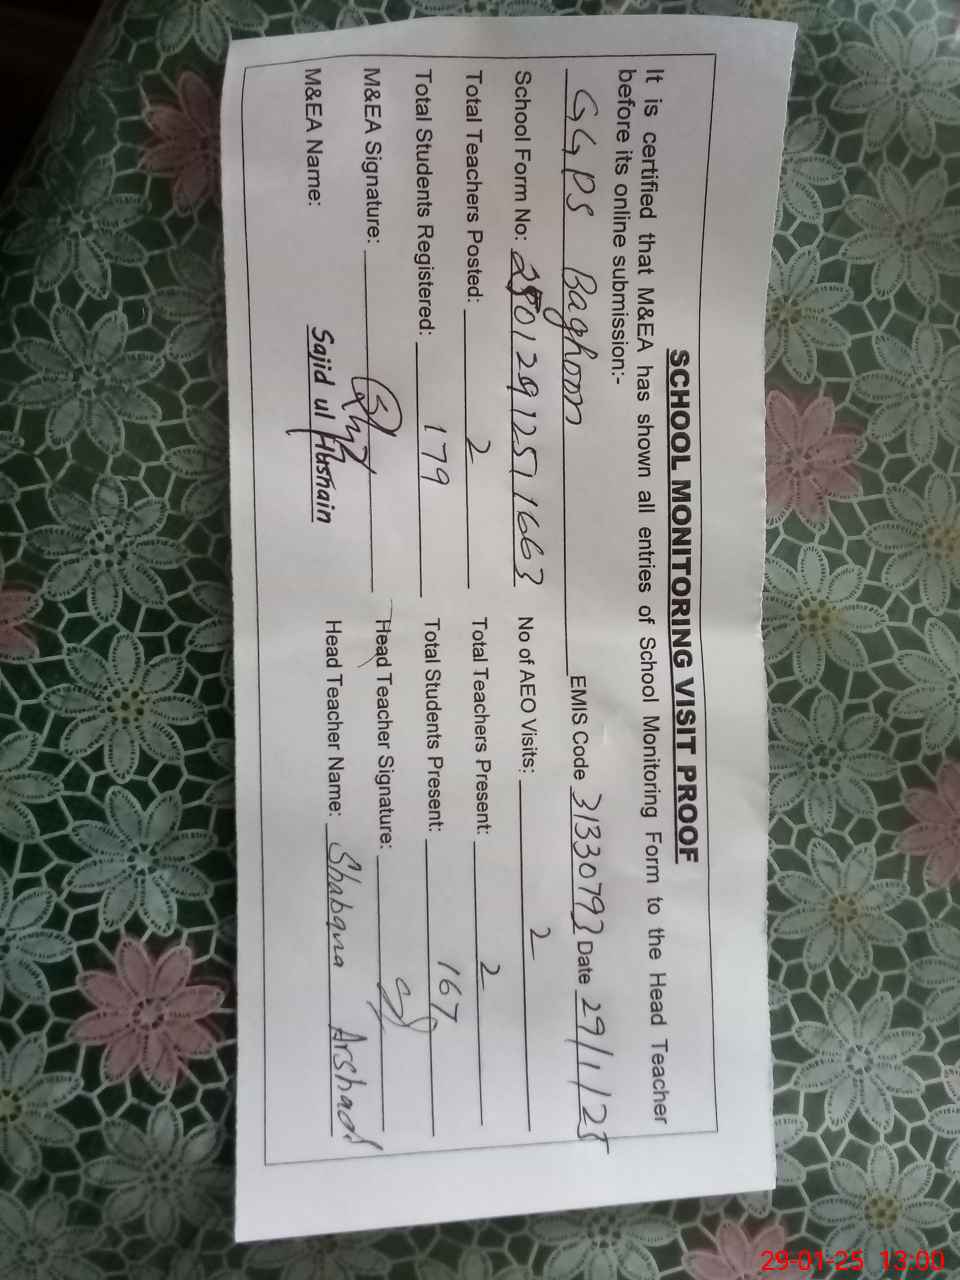 SCHOOL MONITORING VISIT PROOF
It is certified that M&EA has shown all entries of School Monitoring Form to the Head Teacher
before its online submission:-
GGPS Baghoon EMIS Code 31330793 Date 29/1/25
School Form No: 2901291251663 No of AEO Visits: 2
Total Teachers Posted: 2 Total Teachers Present: 2
Total Students Registered: 179 Total Students Present: 167
M&EA Signature: Head Teacher Signature:
M&EA Name: Sajid ul Hasnain Head Teacher Name: Shabana Arshad
29-01-25 13:00